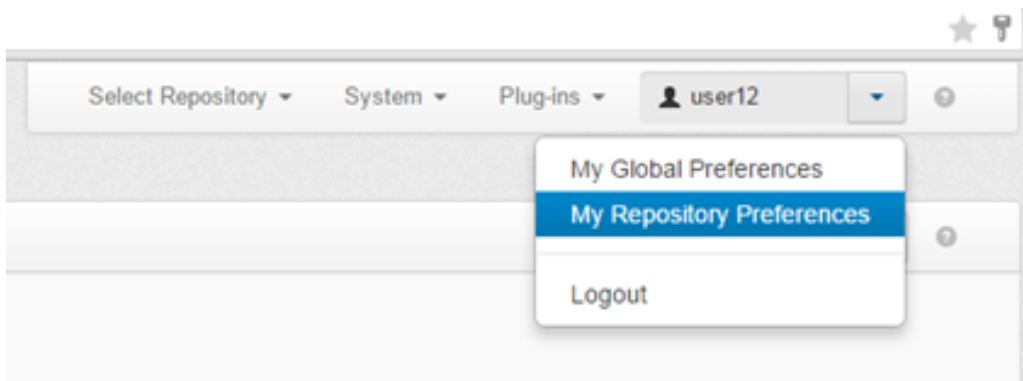 Select Repository System Plug-ins user12
My Global Preferences
My Repository Preferences
Logout